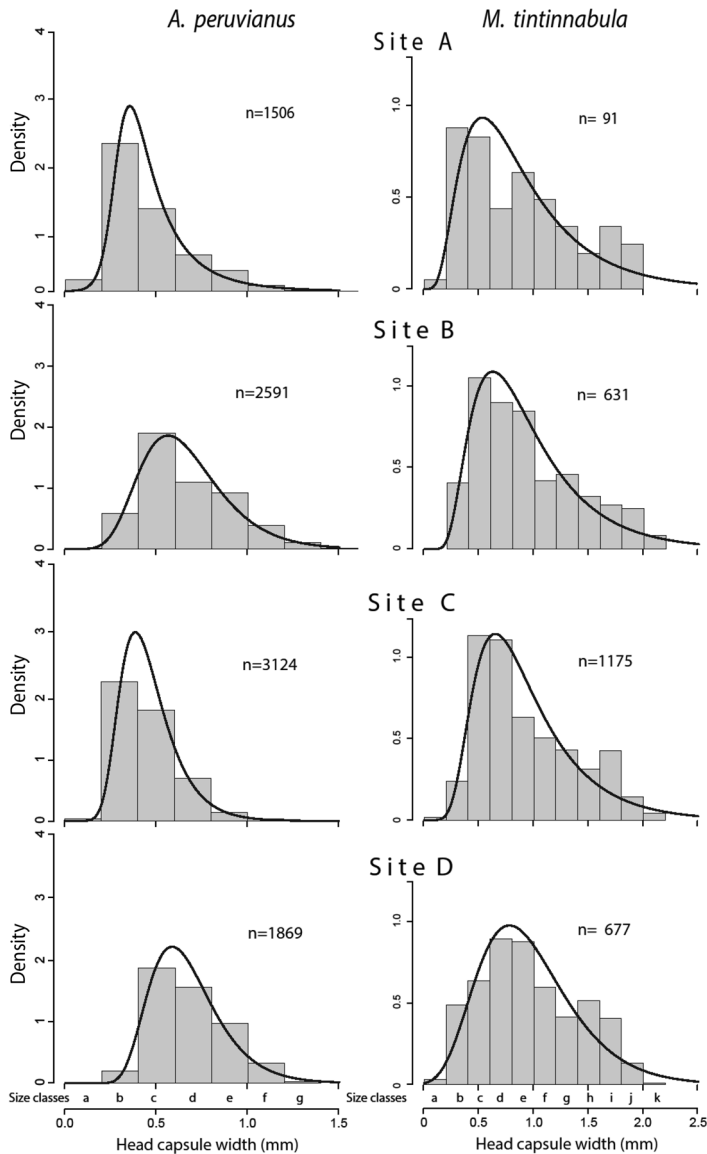 A. peruvianus M. tintinnabula
Site A
4
3
2
1
0
Density
n=1506
1.0
0.5
0
n= 91
Site B
4
3
2
1
0
Density
n=2591
1.0
0.5
0
n= 631
Site C
4
3
2
1
0
Density
n=3124
1.0
0.5
0
n=1175
Site D
4
3
2
1
0
Density
n=1869
1.0
0.5
0
n= 677
Size classes a b c d e f g
Size classes a b c d e f g h i j k
0.0 0.5 1.0 1.5
0.0 0.5 1.0 1.5 2.0 2.5
Head capsule width (mm)
Head capsule width (mm)